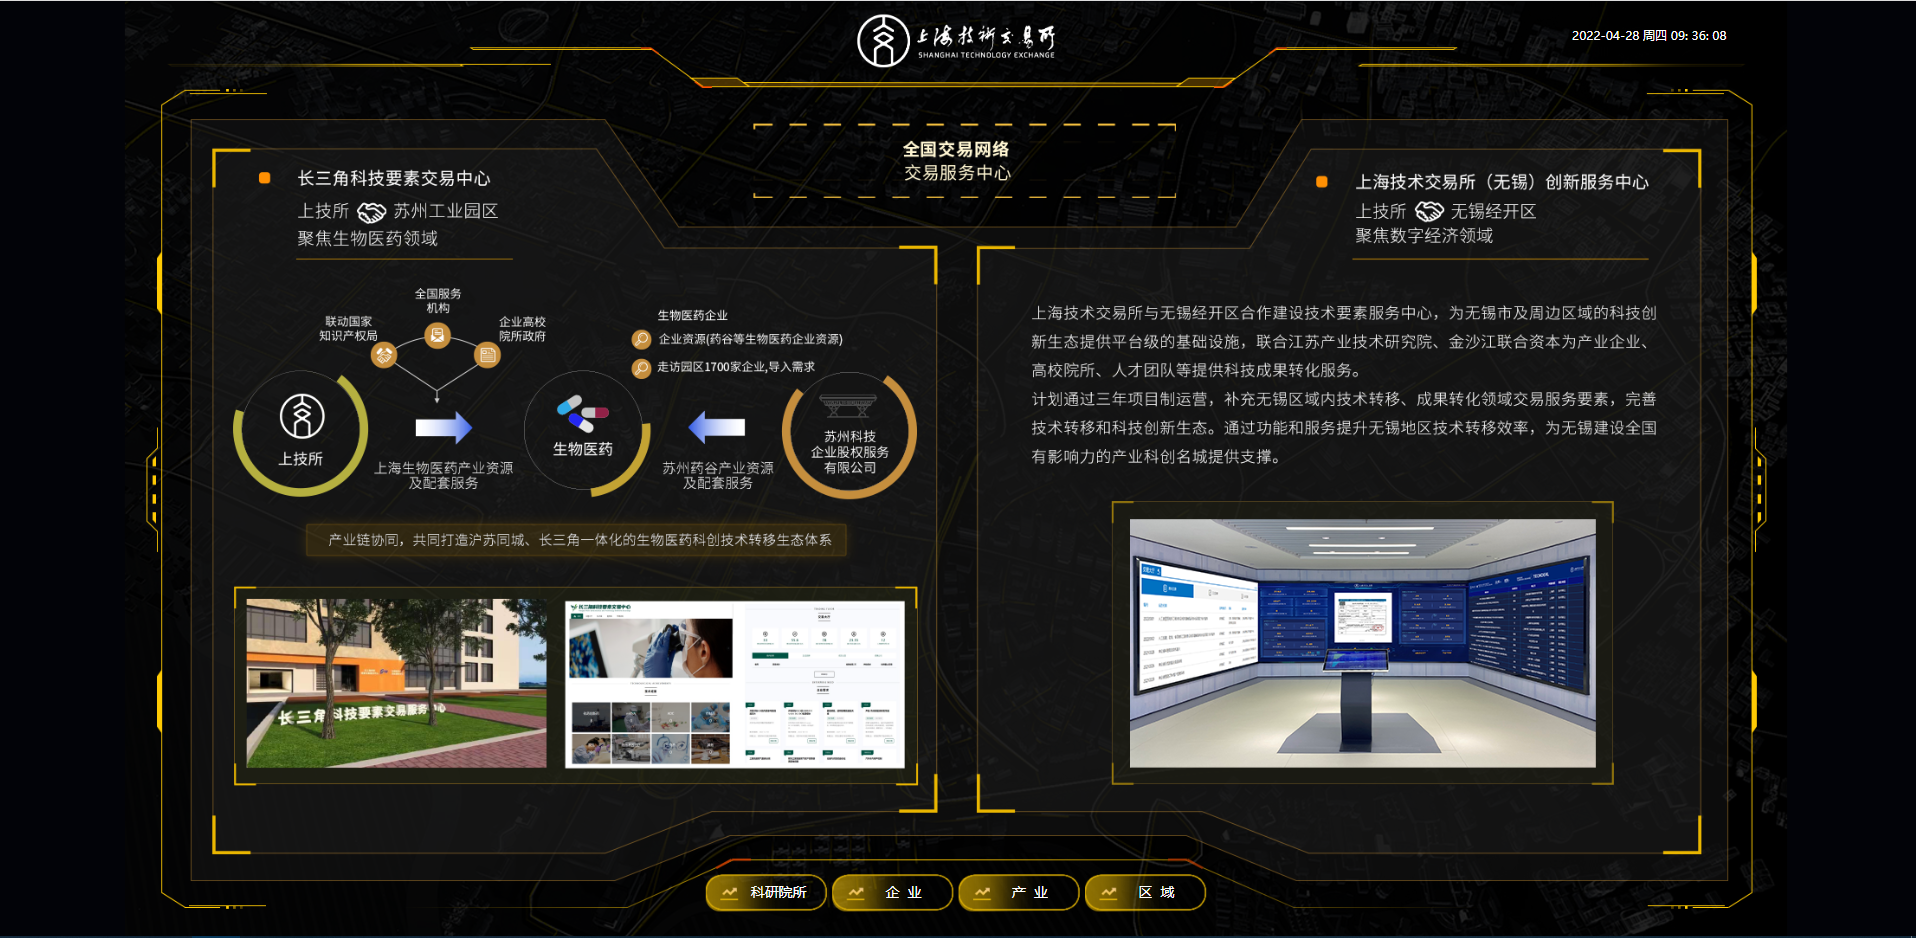 上海技術交易所
SHANGHAI TECHNOLOGY EXCHANGE
2022-04-28 周四 09: 36: 08
全国交易网络
交易服务中心
长三角科技要素交易中心
上技所 苏州工业园区
聚焦生物医药领域
全国服务
机构
联动国家
知识产权局
企业高校
院所政府
生物医药企业
企业资源(药谷等生物医药企业资源)
走访园区1700家企业,导入需求
上技所
上海生物医药产业资源
及配套服务
生物医药
苏州药谷产业资源
及配套服务
苏州科技
企业股权服务
有限公司
产业链协同，共同打造沪苏同城、长三角一体化的生物医药科创技术转移生态体系
长三角科技要素交易服务中心
长三角科技要素交易中心
上海技术交易所（无锡）创新服务中心
上技所 无锡经开区
聚焦数字经济领域
上海技术交易所与无锡经开区合作建设技术要素服务中心，为无锡市及周边区域的科技创
新生态提供平台级的基础设施，联合江苏产业技术研究院、金沙江联合资本为产业企业、
高校院所、人才团队等提供科技成果转化服务。
计划通过三年项目制运营，补充无锡区域内技术转移、成果转化领域交易服务要素，完善
技术转移和科技创新生态。通过功能和服务提升无锡地区技术转移效率，为无锡建设全国
有影响力的产业科创名城提供支撑。
科研院所
企 业
产 业
区 域